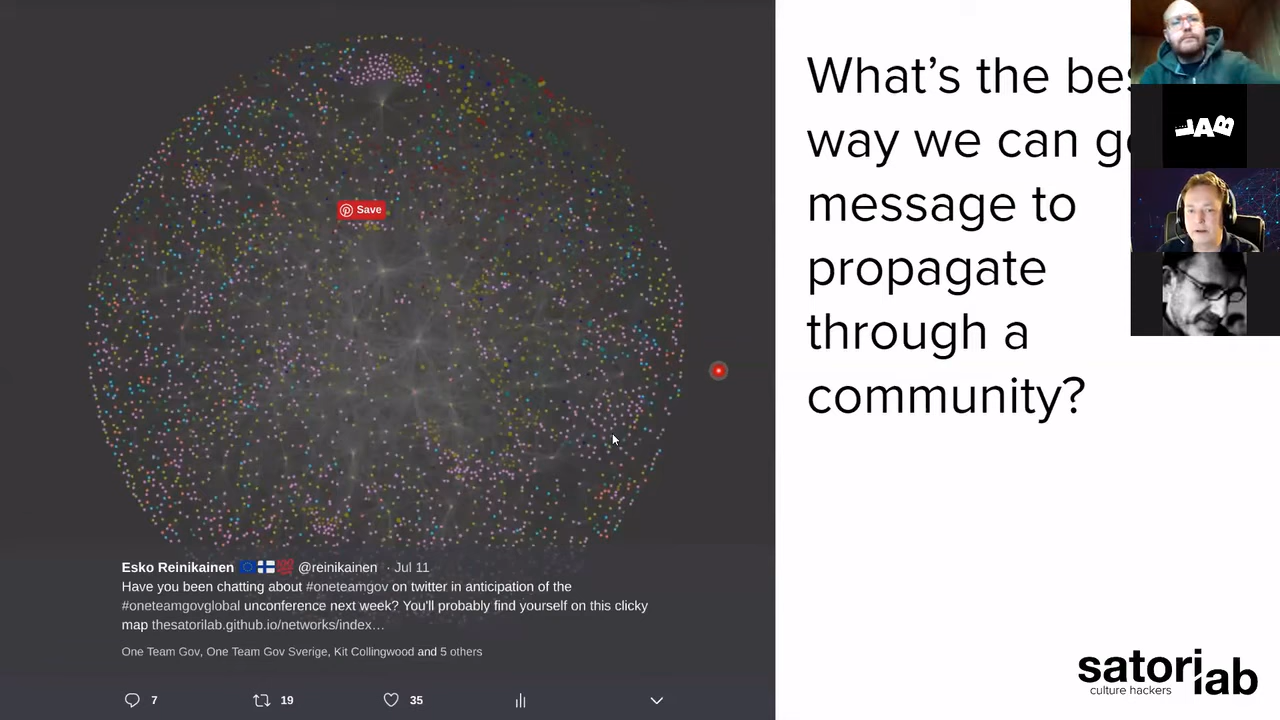 What's the bes
way we can ge
message to
propagate
through a
community?
Save
LAB
Esko Reinikainen @reinikainen · Jul 11
Have you been chatting about #oneteamgov on twitter in anticipation of the
#oneteamgovglobal unconference next week? You'll probably find yourself on this clicky
map thesatorilab.github.io/networks/index…
One Team Gov, One Team Gov Sverige, Kit Collingwood and 5 others
7 19 35
satorilab
culture hackers